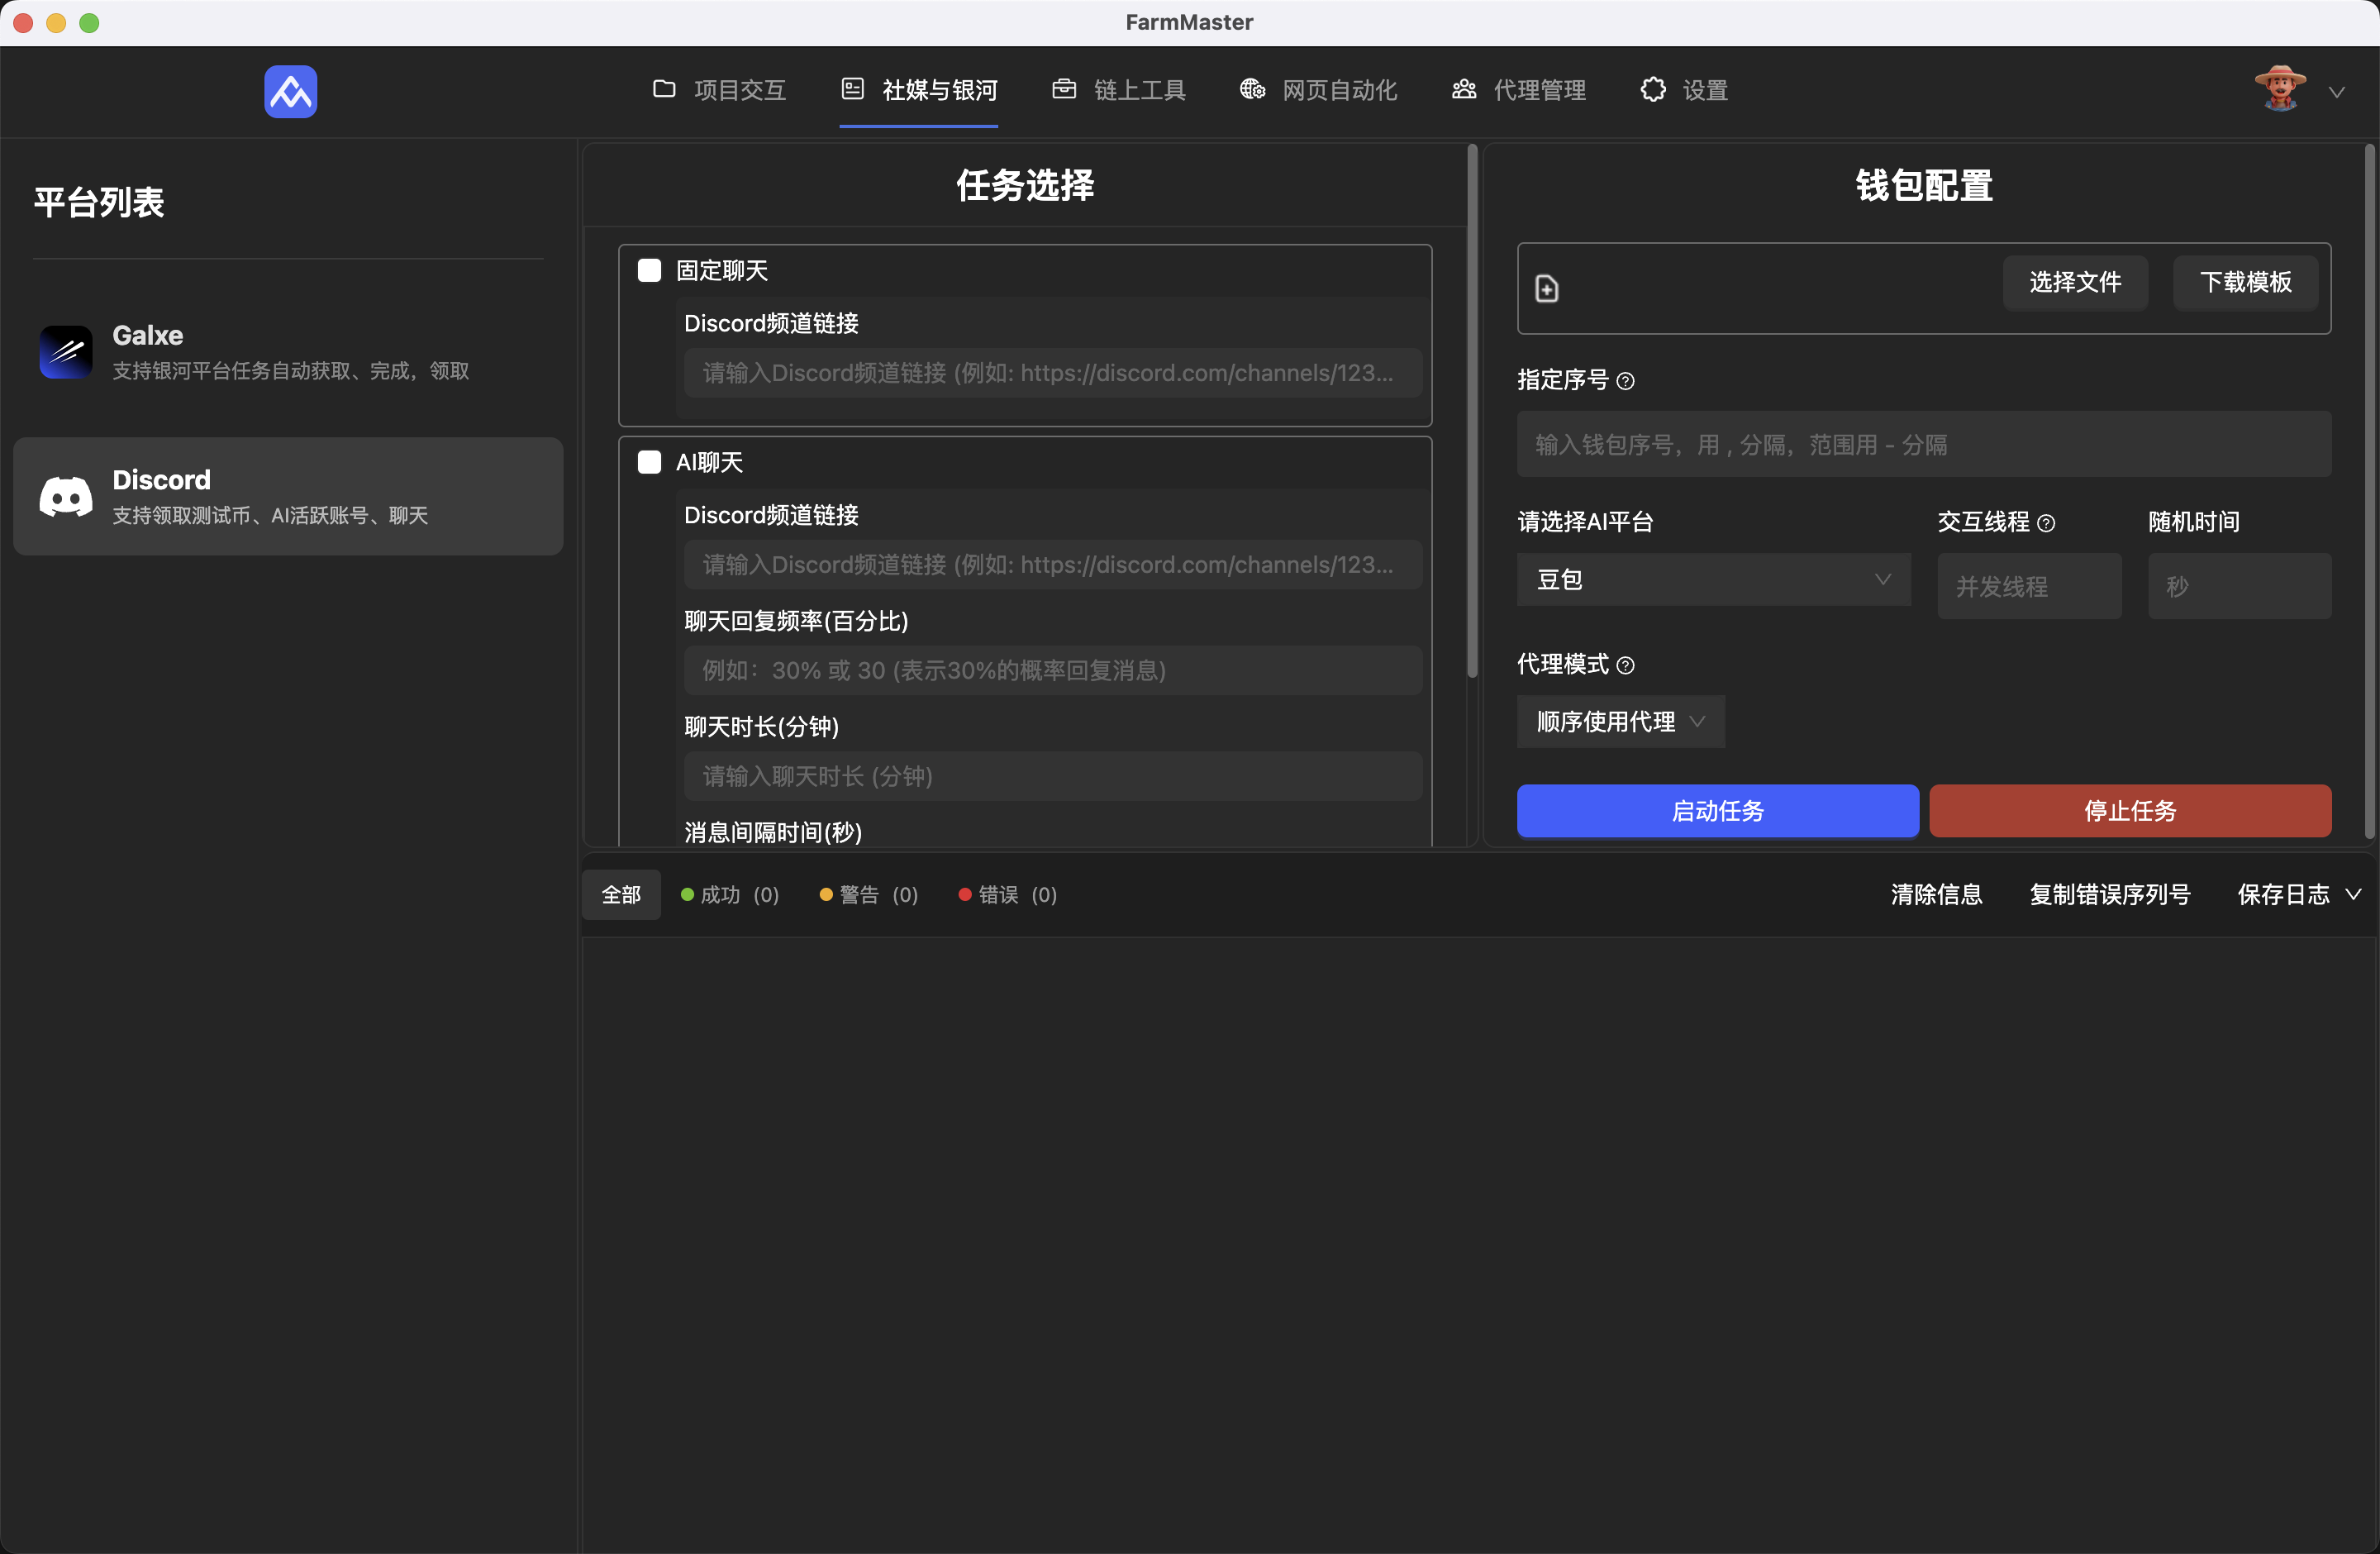 FarmMaster
项目交互
社媒与银河
链上工具
网页自动化
代理管理
设置
平台列表
Galxe
支持银河平台任务自动获取、完成，领取
Discord
支持领取测试币、AI活跃账号、聊天
任务选择
固定聊天
Discord频道链接
请输入Discord频道链接 (例如: https://discord.com/channels/123...
AI聊天
Discord频道链接
请输入Discord频道链接 (例如: https://discord.com/channels/123...
聊天回复频率(百分比)
例如：30% 或 30 (表示30%的概率回复消息)
聊天时长(分钟)
请输入聊天时长 (分钟)
消息间隔时间(秒)
钱包配置
选择文件
下载模板
指定序号
输入钱包序号，用 , 分隔，范围用 - 分隔
请选择AI平台
交互线程
随机时间
豆包
并发线程
秒
代理模式
顺序使用代理
启动任务
停止任务
全部
成功 (0)
警告 (0)
错误 (0)
清除信息
复制错误序列号
保存日志